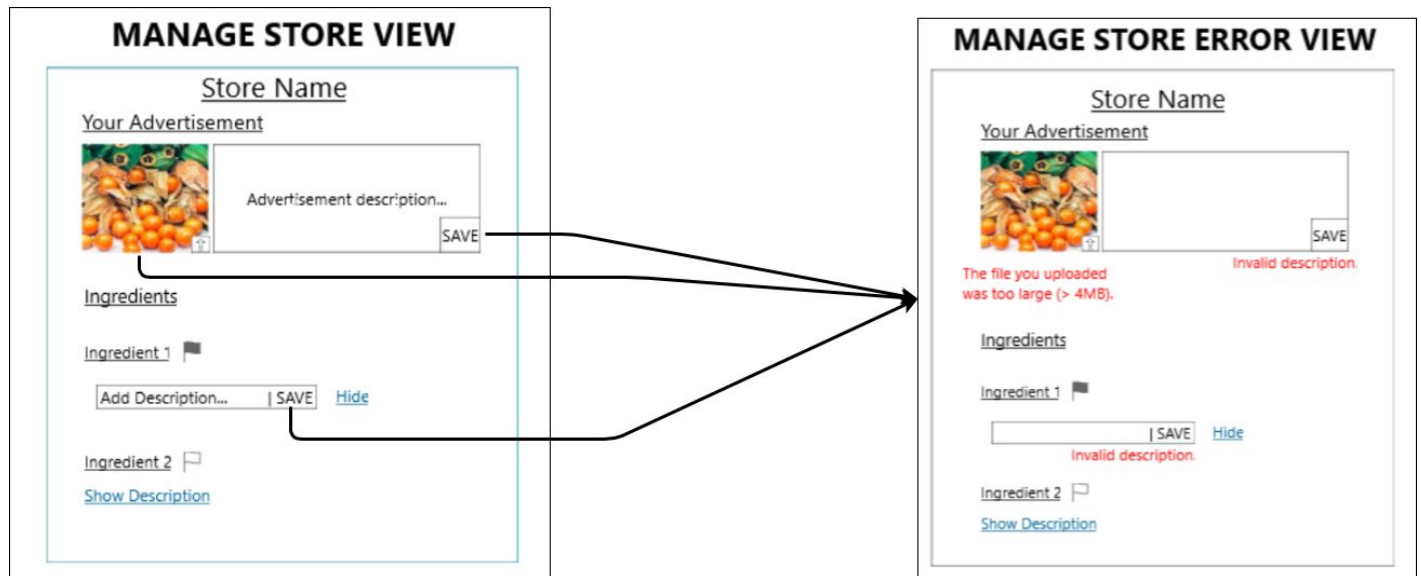 MANAGE STORE VIEW
Store Name
Your Advertisement
Advertisement description...
SAVE
Ingredients
Ingredient 1
Add Description... | SAVE Hide
Ingredient 2
Show Description
MANAGE STORE ERROR VIEW
Store Name
Your Advertisement
SAVE
Invalid description.
The file you uploaded
was too large (> 4MB).
Ingredients
Ingredient 1
| SAVE Hide
Invalid description.
Ingredient 2
Show Description